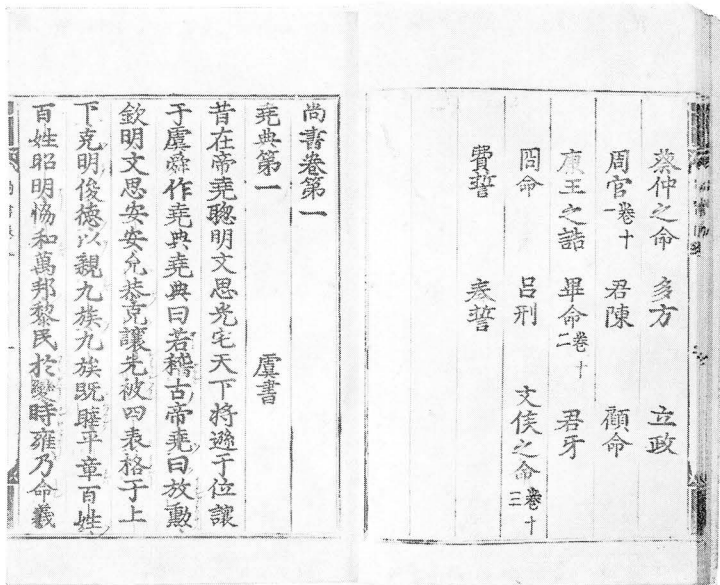 蔡仲之命 多方 立政
周官卷十一 君陳 顧命
康王之誥 畢命卷十二 君牙
冏命 呂刑 文侯之命卷十三
費誓 秦誓
尚書卷第一
堯典第一 虞書
昔在帝堯聰明文思光宅天下將遜于位讓
于虞舜作堯典堯典曰若稽古帝堯曰放勳
欽明文思安安允恭克讓光被四表格于上
下克明俊德以親九族九族既睦平章百姓
百姓昭明恊和萬邦黎民於變時雍乃命羲